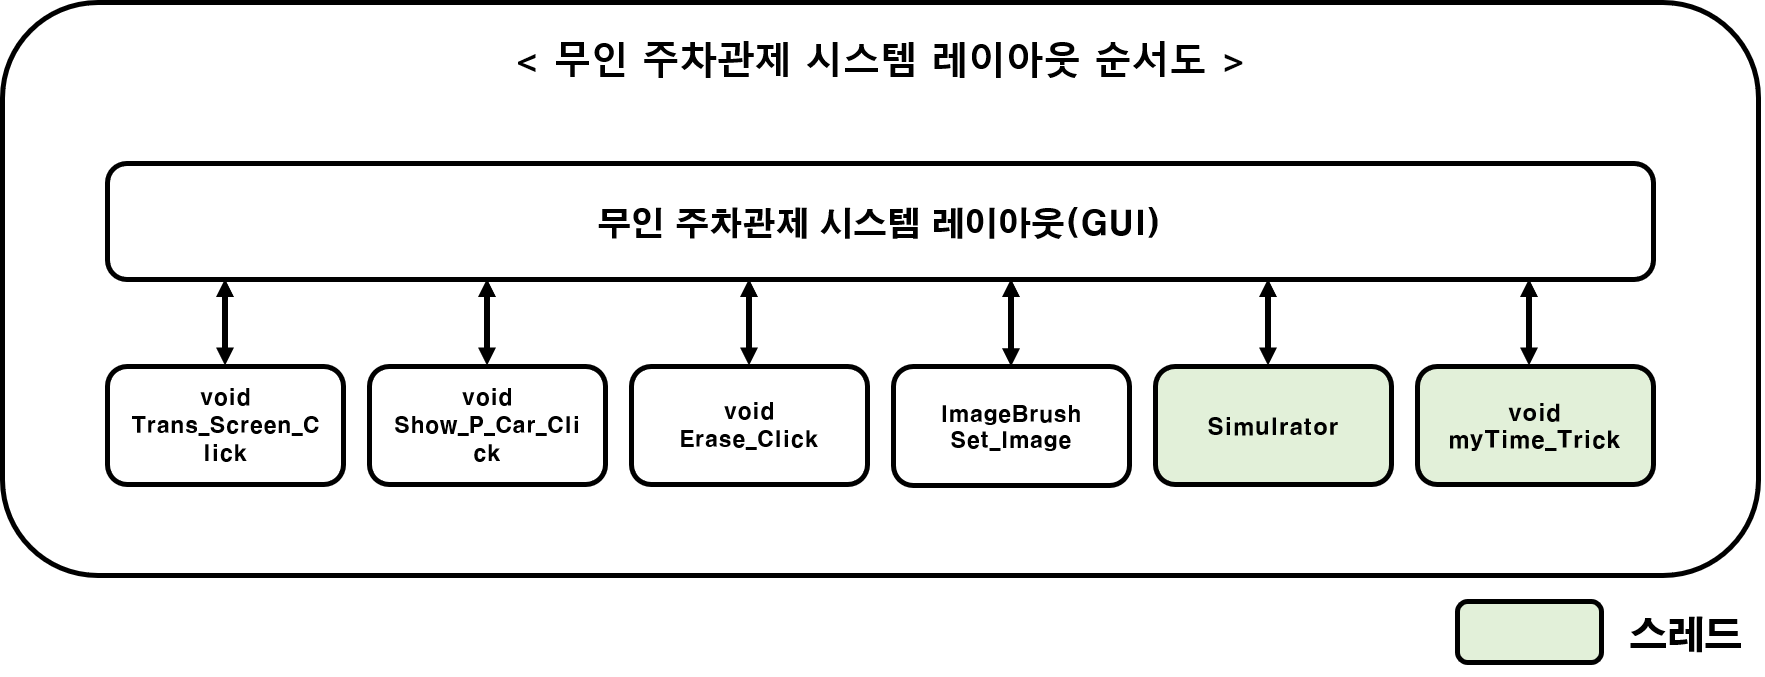 < 무인 주차관제 시스템 레이아웃 순서도 >
무인 주차관제 시스템 레이아웃(GUI)
void
Trans_Screen_C
lick
void
Show_P_Car_Cli
ck
void
Erase_Click
ImageBrush
Set_Image
Simulrator
void
myTime_Trick
스레드